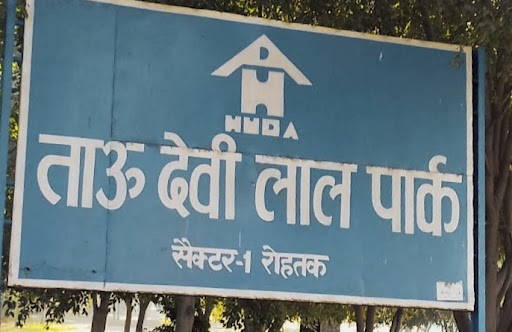 HUDA
ताऊ देवी लाल पार्क
सैक्टर-1 रोहतक